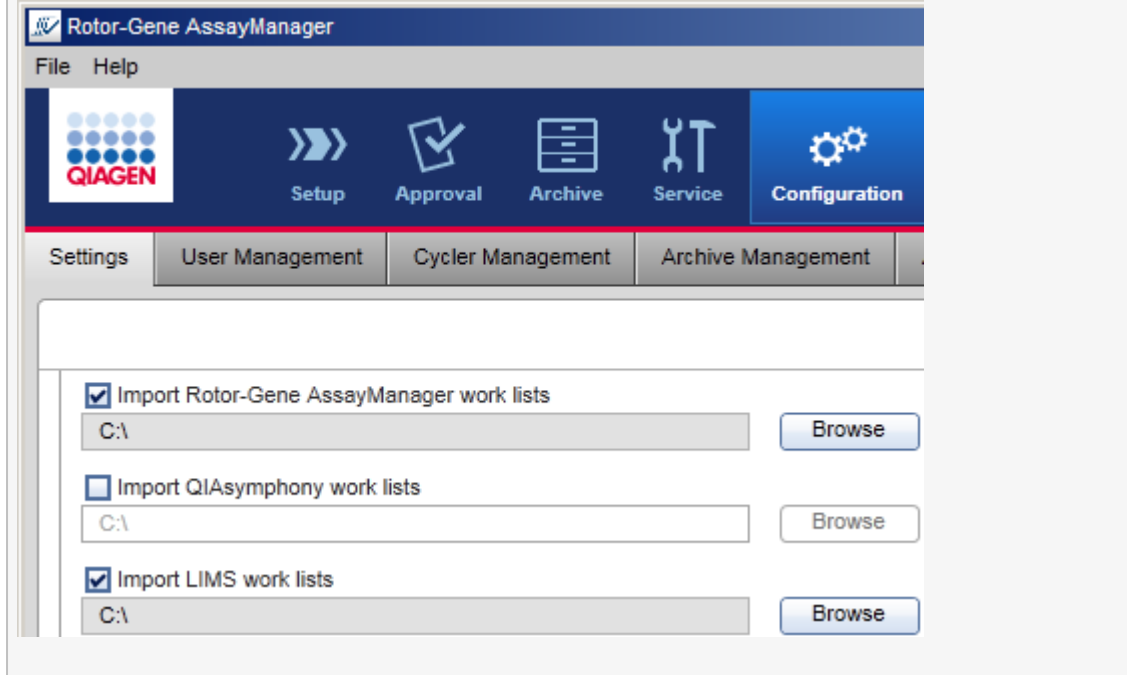 Rotor-Gene AssayManager
File Help
QIAGEN
Setup Approval Archive Service Configuration
Settings User Management Cycler Management Archive Management
Import Rotor-Gene AssayManager work lists
C:\ Browse
Import QIAsymphony work lists
C:\ Browse
Import LIMS work lists
C:\ Browse